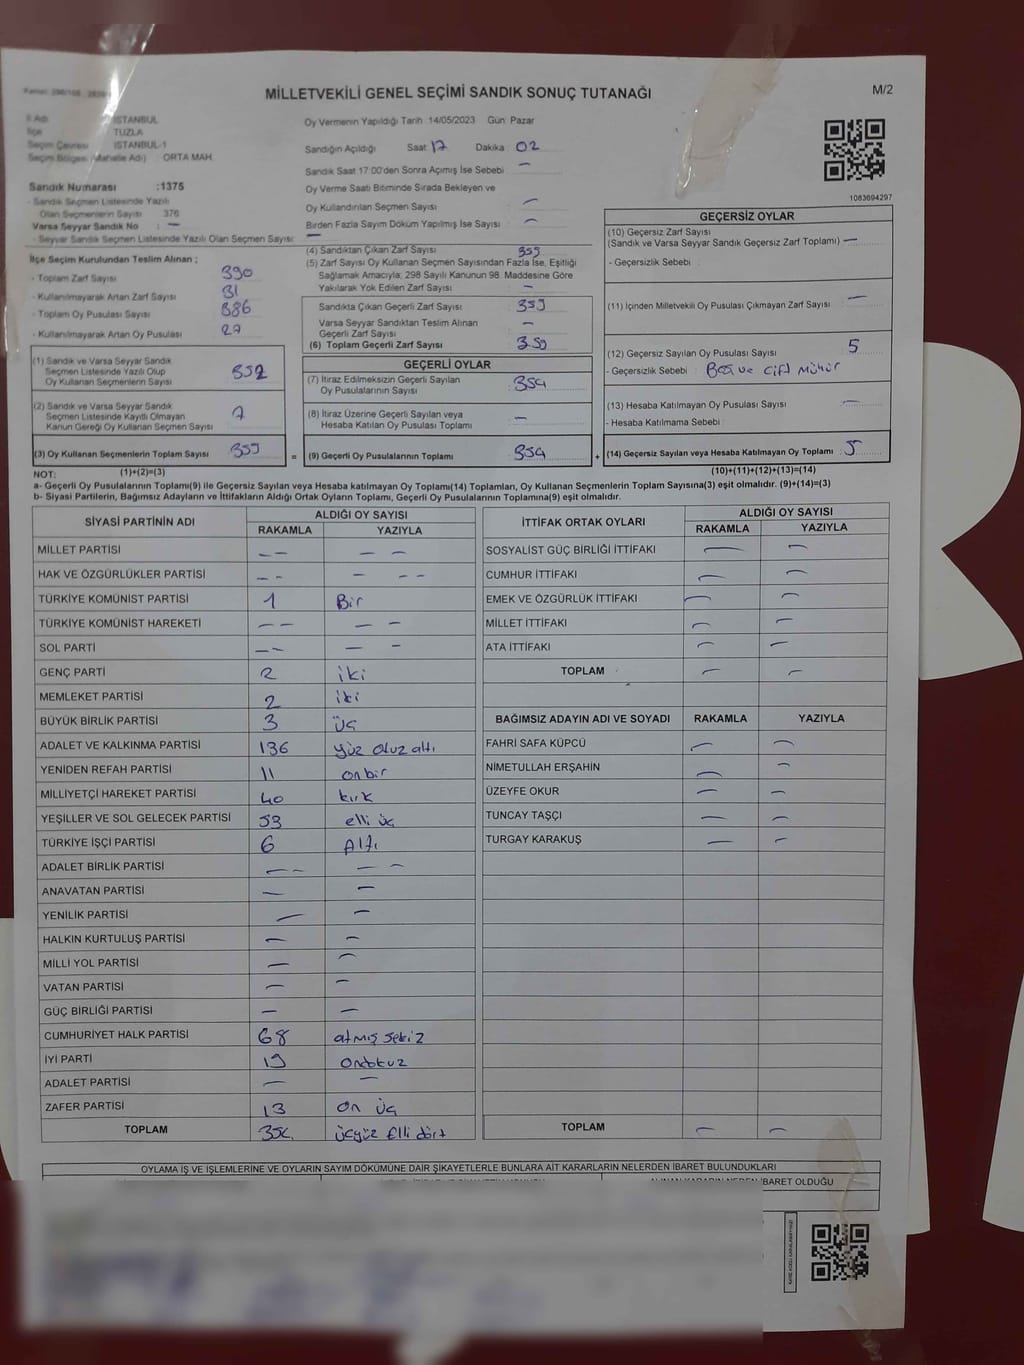 MİLLETVEKİLİ GENEL SEÇİMİ SANDIK SONUÇ TUTANAĞI
M/2
İl Adı İSTANBUL
İlçe TUZLA
Seçim Çevresi İSTANBUL-1
Seçim Bölgesi (Mahalle Adı) ORTA MAH.
Sandık Numarası :1375
- Sandık Seçmen Listesinde Yazılı
Olan Seçmenlerin Sayısı 376
Varsa Seyyar Sandık No : —
- Seyyar Sandık Seçmen Listesinde Yazılı Olan Seçmen Sayısı: —
İlçe Seçim Kurulundan Teslim Alınan ;
- Toplam Zarf Sayısı 390
- Kullanılmayarak Artan Zarf Sayısı 31
- Toplam Oy Pusulası Sayısı 386
- Kullanılmayarak Artan Oy Pusulası 27
(1) Sandık ve Varsa Seyyar Sandık
Seçmen Listesinde Yazılı Olup
Oy Kullanan Seçmenlerin Sayısı 352
(2) Sandık ve Varsa Seyyar Sandık
Seçmen Listesinde Kayıtlı Olmayan
Kanun Gereği Oy Kullanan Seçmen Sayısı 7
(3) Oy Kullanan Seçmenlerin Toplam Sayısı 359
Oy Vermenin Yapıldığı Tarih :14/05/2023 Gün: Pazar
Sandığın Açıldığı Saat 17 Dakika 02
Sandık Saat 17:00'den Sonra Açımış İse Sebebi —
Oy Verme Saati Bitiminde Sırada Bekleyen ve
Oy Kullandırılan Seçmen Sayısı —
Birden Fazla Sayım Döküm Yapılmış İse Sayısı : —
(4) Sandıktan Çıkan Zarf Sayısı 359
(5) Zarf Sayısı Oy Kullanan Seçmen Sayısından Fazla İse, Eşitliği
Sağlamak Amacıyla; 298 Sayılı Kanunun 98. Maddesine Göre
Yakılarak Yok Edilen Zarf Sayısı —
Sandıkta Çıkan Geçerli Zarf Sayısı 359
Varsa Seyyar Sandıktan Teslim Alınan
Geçerli Zarf Sayısı —
(6) Toplam Geçerli Zarf Sayısı 359
GEÇERLİ OYLAR
(7) İtiraz Edilmeksizin Geçerli Sayılan
Oy Pusulalarının Sayısı 354
(8) İtiraz Üzerine Geçerli Sayılan veya
Hesaba Katılan Oy Pusulası Toplamı —
= (9) Geçerli Oy Pusulalarının Toplamı 354
1083694297
GEÇERSİZ OYLAR
(10) Geçersiz Zarf Sayısı
(Sandık ve Varsa Seyyar Sandık Geçersiz Zarf Toplamı) —
- Geçersizlik Sebebi :
(11) İçinden Milletvekili Oy Pusulası Çıkmayan Zarf Sayısı —
(12) Geçersiz Sayılan Oy Pusulası Sayısı 5
- Geçersizlik Sebebi : Boş ve Çift Mühür
(13) Hesaba Katılmayan Oy Pusulası Sayısı —
- Hesaba Katılmama Sebebi :
+ (14) Geçersiz Sayılan veya Hesaba Katılmayan Oy Toplamı 5
NOT: (1)+(2)=(3) (10)+(11)+(12)+(13)=(14)
a- Geçerli Oy Pusulaları Toplamı(9) ile Geçersiz Sayılan veya Hesaba katılmayan Oy Toplamı(14) Toplamları, Oy Kullanan Seçmenlerin Toplam Sayısına(3) eşit olmalıdır. (9)+(14)=(3)
b- Siyasi Partilerin, Bağımsız Adayların ve İttifakların Aldığı Ortak Oyların Toplamı, Geçerli Oy Pusulalarının Toplamına(9) eşit olmalıdır.
SİYASİ PARTİNİN ADI ALDIĞI OY SAYISI
RAKAMLA YAZIYLA
MİLLET PARTİSI — — — —
HAK VE ÖZGÜRLÜKLER PARTİSİ — — — — —
TÜRKİYE KOMÜNİST PARTİSİ 1 Bir
TÜRKİYE KOMÜNİST HAREKETİ — — — —
SOL PARTİ — — — —
GENÇ PARTİ 2 iki
MEMLEKET PARTİSİ 2 iki
BÜYÜK BİRLİK PARTİSİ 3 üç
ADALET VE KALKINMA PARTİSİ 136 yüz otuz altı
YENİDEN REFAH PARTİSİ 11 onbir
MİLLİYETÇİ HAREKET PARTİSİ 40 kırk
YEŞİLLER VE SOL GELECEK PARTİSİ 53 elli üç
TÜRKİYE İŞÇİ PARTİSİ 6 Altı
ADALET BİRLİK PARTİSİ — — — —
ANAVATAN PARTİSİ — —
YENİLİK PARTİSİ — —
HALKIN KURTULUŞ PARTİSİ — —
MİLLİ YOL PARTİSİ — —
VATAN PARTİSİ — —
GÜÇ BİRLİĞİ PARTİSİ — —
CUMHURİYET HALK PARTİSİ 68 atmış sekiz
İYİ PARTİ 19 ondokuz
ADALET PARTİSİ — —
ZAFER PARTİSİ 13 on üç
TOPLAM 354 üçyüz Elli dört
İTTİFAK ORTAK OYLARI ALDIĞI OY SAYISI
RAKAMLA YAZIYLA
SOSYALİST GÜÇ BİRLİĞİ İTTİFAKI — —
CUMHUR İTTİFAKI — —
EMEK VE ÖZGÜRLÜK İTTİFAKI — —
MİLLET İTTİFAKI — —
ATA İTTİFAKI — —
TOPLAM — —
BAĞIMSIZ ADAYIN ADI VE SOYADI RAKAMLA YAZIYLA
FAHRİ SAFA KÜPCÜ — —
NİMETULLAH ERŞAHİN — —
ÜZEYFE OKUR — —
TUNCAY TAŞÇI — —
TURGAY KARAKUŞ — —
TOPLAM — —
OYLAMA İŞ VE İŞLEMLERİNE VE OYLARIN SAYIM DÖKÜMÜNE DAİR ŞİKAYETLERLE BUNLARA AİT KARARLARIN NELERDEN İBARET BULUNDUKLARI